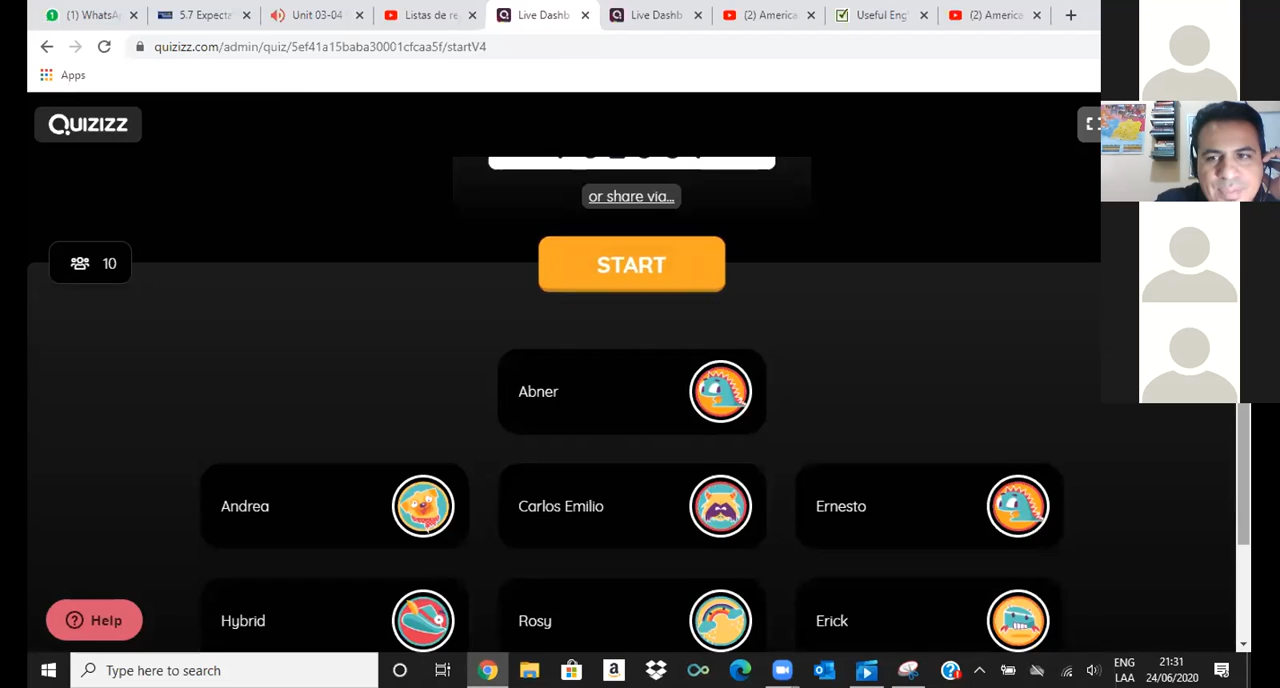 (1) WhatsA
5.7 Expecta
Unit 03-04
Listas de re
Live Dashb
Live Dashb
(2) America
Useful Eng
(2) America
quizizz.com/admin/quiz/5ef41a15baba30001cfcaa5f/startV4
Apps
QUIZIZZ
or share via...
START
10
Abner
Andrea
Carlos Emilio
Ernesto
Hybrid
Rosy
Erick
Help
Type here to search
ENG
LAA
21:31
24/06/2020